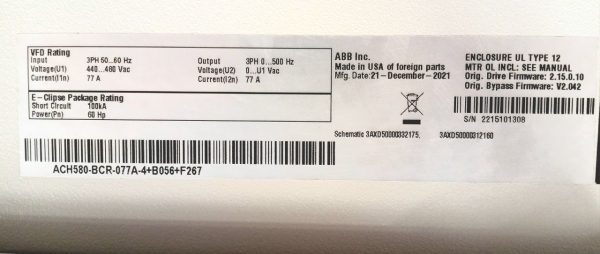 VFD Rating
Input 3PH 50...60 Hz Output 3PH 0...500 Hz
Voltage(U1) 440...480 Vac Voltage(U2) 0...U1 Vac
Current(I1n) 77 A Current(I2n) 77 A
E-Clipse Package Rating
Short Circuit 100kA
Power(Pn) 60 Hp
ACH580-BCR-077A-4+B056+F267
ABB Inc.
Made in USA of foreign parts
Mfg. Date:21-December-2021
Schematic 3AXD50000332175, 3AXD50000312160
ENCLOSURE UL TYPE 12
MTR OL INCL: SEE MANUAL
Orig. Drive Firmware: 2.15.0.10
Orig. Bypass Firmware: V2.042
S/N 2215101308